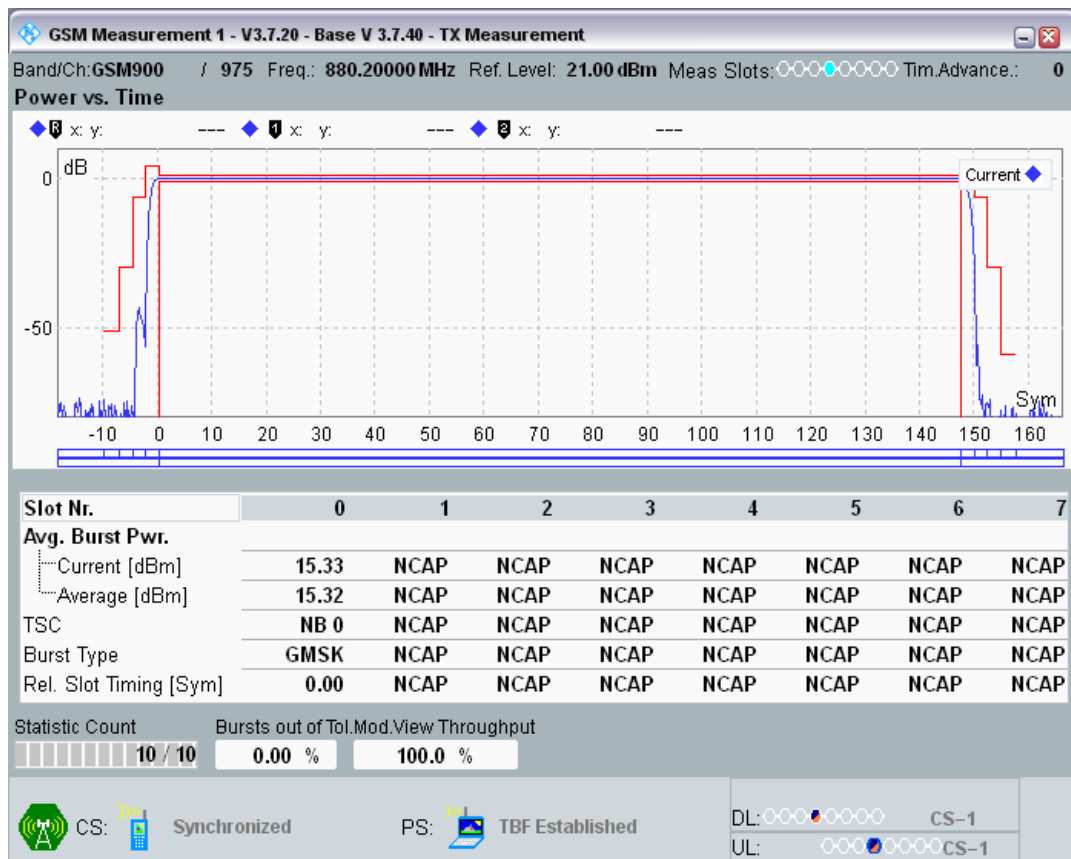 GSM Measurement 1 - V3.7.20 - Base V 3.7.40 - TX Measurement
Band/Ch:GSM900 / 975 Freq.: 880.20000 MHz Ref. Level: 21.00 dBm Meas Slots: Tim.Advance.: 0
Power vs. Time
R x: y: --- 1 x: y: --- 2 x: y: ---
dB
Current
0
-50
Sym
-10 0 10 20 30 40 50 60 70 80 90 100 110 120 130 140 150 160
Slot Nr. 0 1 2 3 4 5 6 7
Avg. Burst Pwr.
Current [dBm] 15.33 NCAP NCAP NCAP NCAP NCAP NCAP NCAP
Average [dBm] 15.32 NCAP NCAP NCAP NCAP NCAP NCAP NCAP
TSC NB 0 NCAP NCAP NCAP NCAP NCAP NCAP NCAP
Burst Type GMSK NCAP NCAP NCAP NCAP NCAP NCAP NCAP
Rel. Slot Timing [Sym] 0.00 NCAP NCAP NCAP NCAP NCAP NCAP NCAP
Statistic Count Bursts out of Tol.Mod.View Throughput
10 / 10 0.00 % 100.0 %
CS: Synchronized PS: TBF Established
DL: CS-1
UL: CS-1